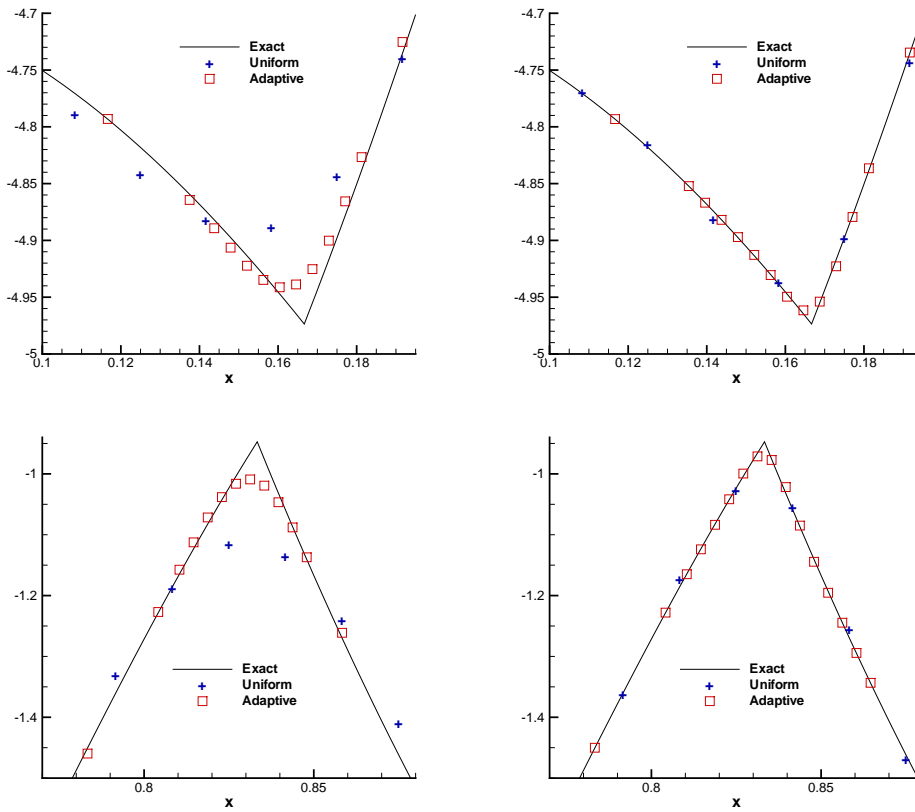 -4.7
-4.75
-4.8
-4.85
-4.9
-4.95
-5
0.1
0.12
0.14
0.16
0.18
x
Exact
Uniform
Adaptive
-4.7
-4.75
-4.8
-4.85
-4.9
-4.95
-5
0.1
0.12
0.14
0.16
0.18
x
Exact
Uniform
Adaptive
-1
-1.2
-1.4
0.8
0.85
x
Exact
Uniform
Adaptive
-1
-1.2
-1.4
0.8
0.85
x
Exact
Uniform
Adaptive